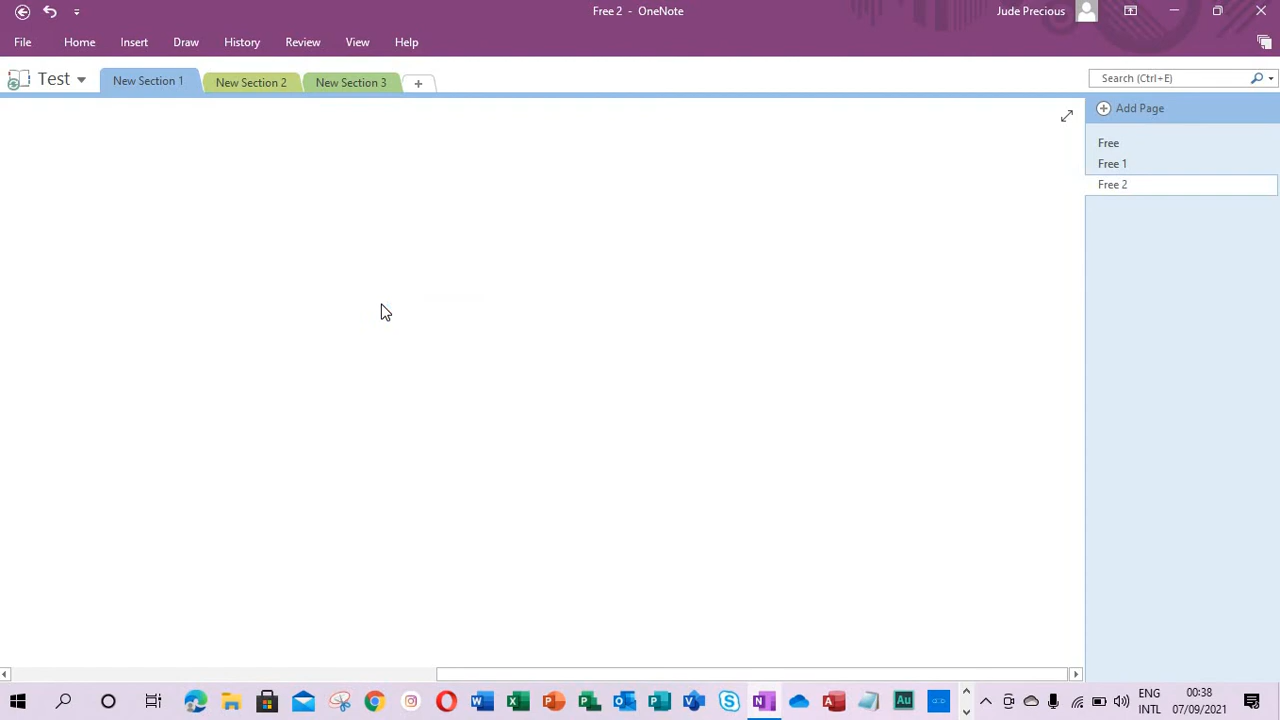 Free 2 - OneNote
Jude Precious
File Home Insert Draw History Review View Help
Test
New Section 1 New Section 2 New Section 3 +
Search (Ctrl+E)
Add Page
Free
Free 1
Free 2
ENG
INTL
00:38
07/09/2021